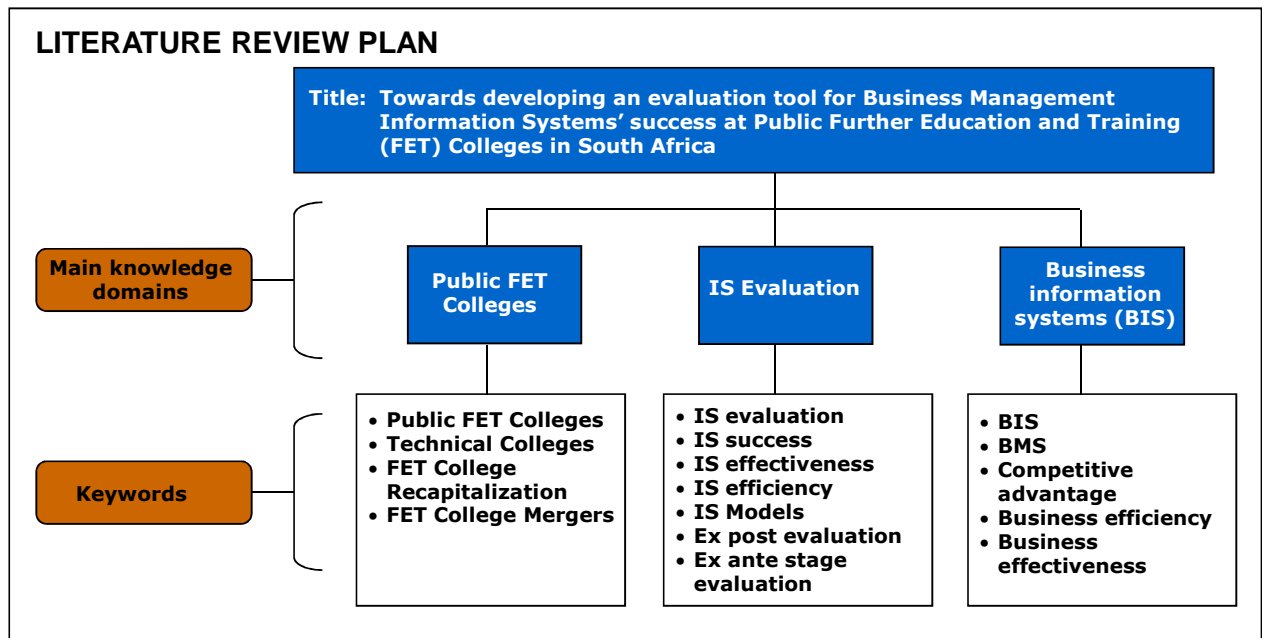 LITERATURE REVIEW PLAN
Title: Towards developing an evaluation tool for Business Management
Information Systems’ success at Public Further Education and Training
(FET) Colleges in South Africa
Main knowledge
domains
Public FET
Colleges
IS Evaluation
Business
information
systems (BIS)
Keywords
• Public FET Colleges
• Technical Colleges
• FET College
Recapitalization
• FET College Mergers
• IS evaluation
• IS success
• IS effectiveness
• IS efficiency
• IS Models
• Ex post evaluation
• Ex ante stage
evaluation
• BIS
• BMS
• Competitive
advantage
• Business efficiency
• Business
effectiveness